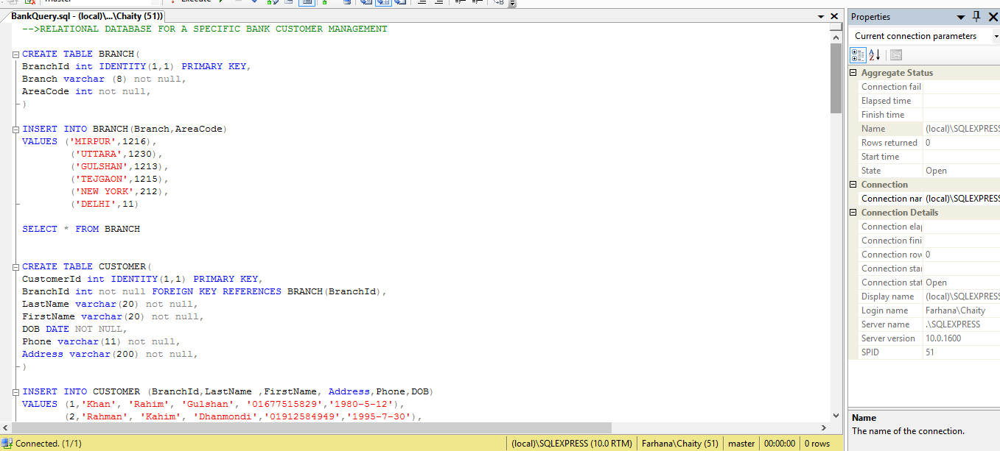 master
Execute
BankQuery.sql - (local)\...\Chaity (51))
-->RELATIONAL DATABASE FOR A SPECIFIC BANK CUSTOMER MANAGEMENT
CREATE TABLE BRANCH(
BranchId int IDENTITY(1,1) PRIMARY KEY,
Branch varchar (8) not null,
AreaCode int not null,
)
INSERT INTO BRANCH(Branch,AreaCode)
VALUES ('MIRPUR',1216),
('UTTARA',1230),
('GULSHAN',1213),
('TEJGAON',1215),
('NEW YORK',212),
('DELHI',11)
SELECT * FROM BRANCH
CREATE TABLE CUSTOMER(
CustomerId int IDENTITY(1,1) PRIMARY KEY,
BranchId int not null FOREIGN KEY REFERENCES BRANCH(BranchId),
LastName varchar(20) not null,
FirstName varchar(20) not null,
DOB DATE NOT NULL,
Phone varchar(11) not null,
Address varchar(200) not null,
)
INSERT INTO CUSTOMER (BranchId,LastName ,FirstName, Address,Phone,DOB)
VALUES (1,'Khan', 'Rahim', 'Gulshan', '01677515829','1980-5-12'),
(2,'Rahman', 'Kahim', 'Dhanmondi','01912584949','1995-7-30'),
Connected. (1/1)
(local)\SQLEXPRESS (10.0 RTM)
Farhana\Chaity (51)
master
00:00:00
0 rows
Properties
Current connection parameters
Aggregate Status
Connection fail
Elapsed time
Finish time
Name (local)\SQLEXPRESS
Rows returned 0
Start time
State Open
Connection
Connection nar (local)\SQLEXPRESS
Connection Details
Connection elap
Connection fini
Connection row 0
Connection star
Connection stat Open
Display name (local)\SQLEXPRESS
Login name Farhana\Chaity
Server name .\SQLEXPRESS
Server version 10.0.1600
SPID 51
Name
The name of the connection.